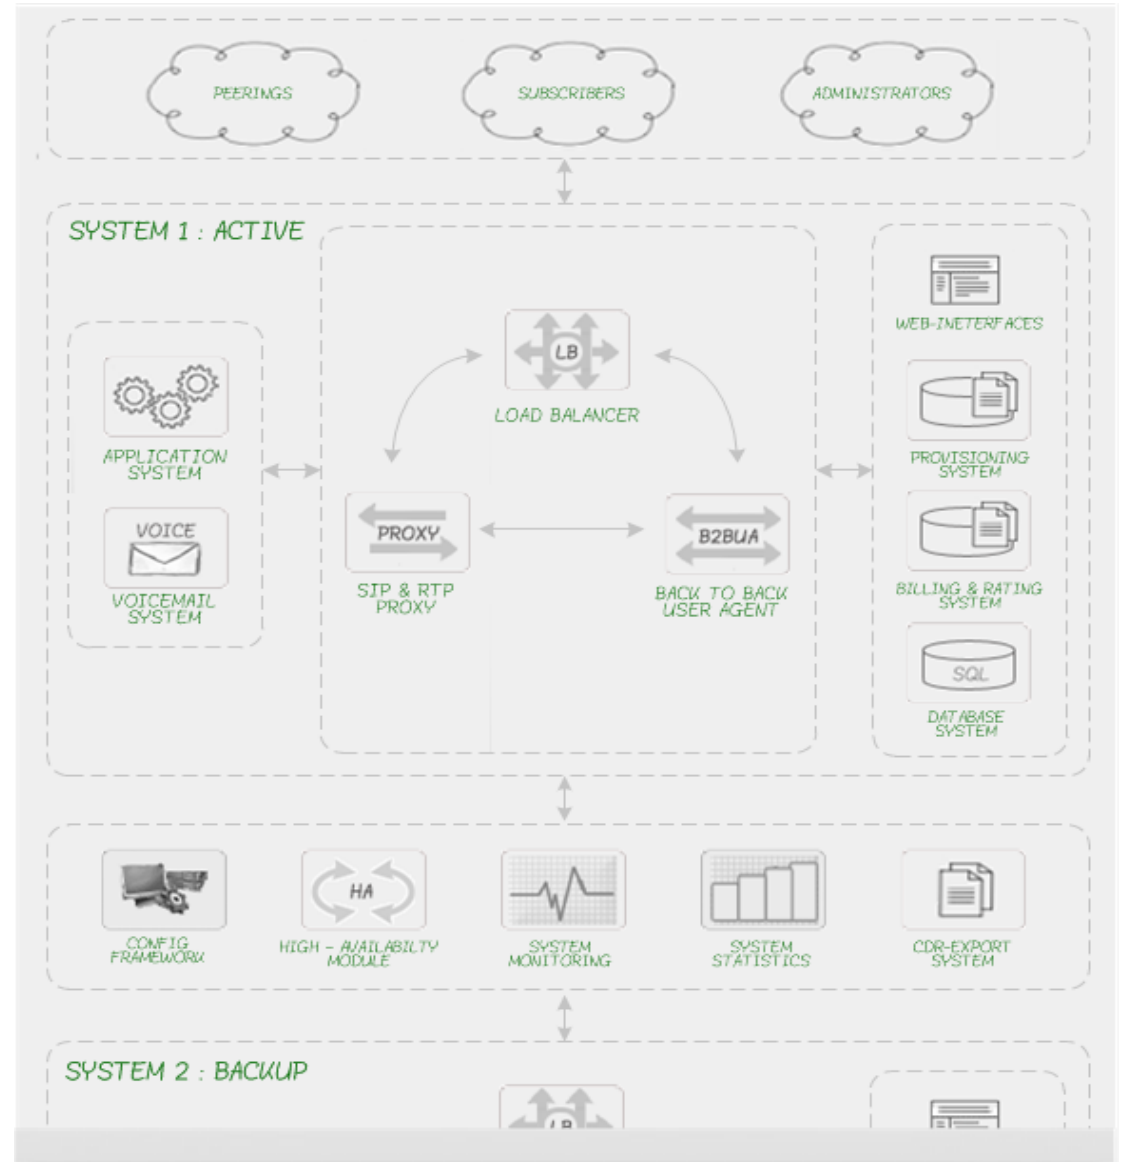 PEERINGS
SUBSCRIBERS
ADMINISTRATORS
SYSTEM 1 : ACTIVE
LB
LOAD BALANCER
APPLICATION
SYSTEM
VOICE
VOICEMAIL
SYSTEM
PROXY
SIP & RTP
PROXY
B2BUA
BACK TO BACK
USER AGENT
WEB-INETERFACES
PROVISIONING
SYSTEM
BILLING & RATING
SYSTEM
SQL
DATABASE
SYSTEM
CONFIG
FRAMEWORK
HA
HIGH - AVAILABILTY
MODULE
SYSTEM
MONITORING
SYSTEM
STATISTICS
CDR-EXPORT
SYSTEM
SYSTEM 2 : BACKUP
LB